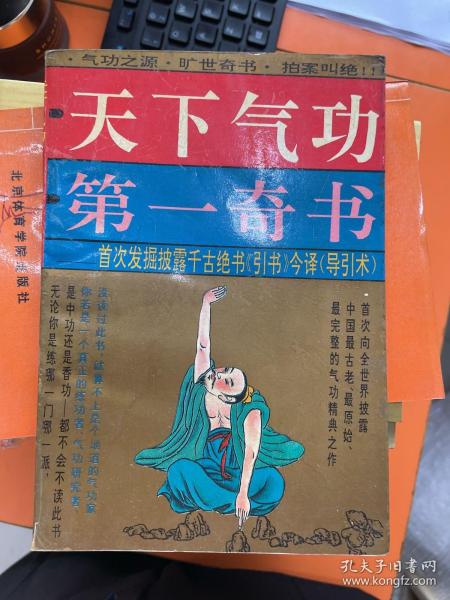 ·气功之源·旷世奇书·拍案叫绝!!
天下气功
第一奇书
首次发掘披露千古绝书《引书》今译(导引术)
首次向全世界披露
中国最古老、最原始、
最完整的气功精典之作
没读过此书,就算不上是个地道的气功家
你若是一个真正的练功者、气功研究者
是中功还是香功——都不会不读此书
无论你是练哪一门哪一派,
北京体育学院出版社
孔夫子旧书网
www.kongfz.com